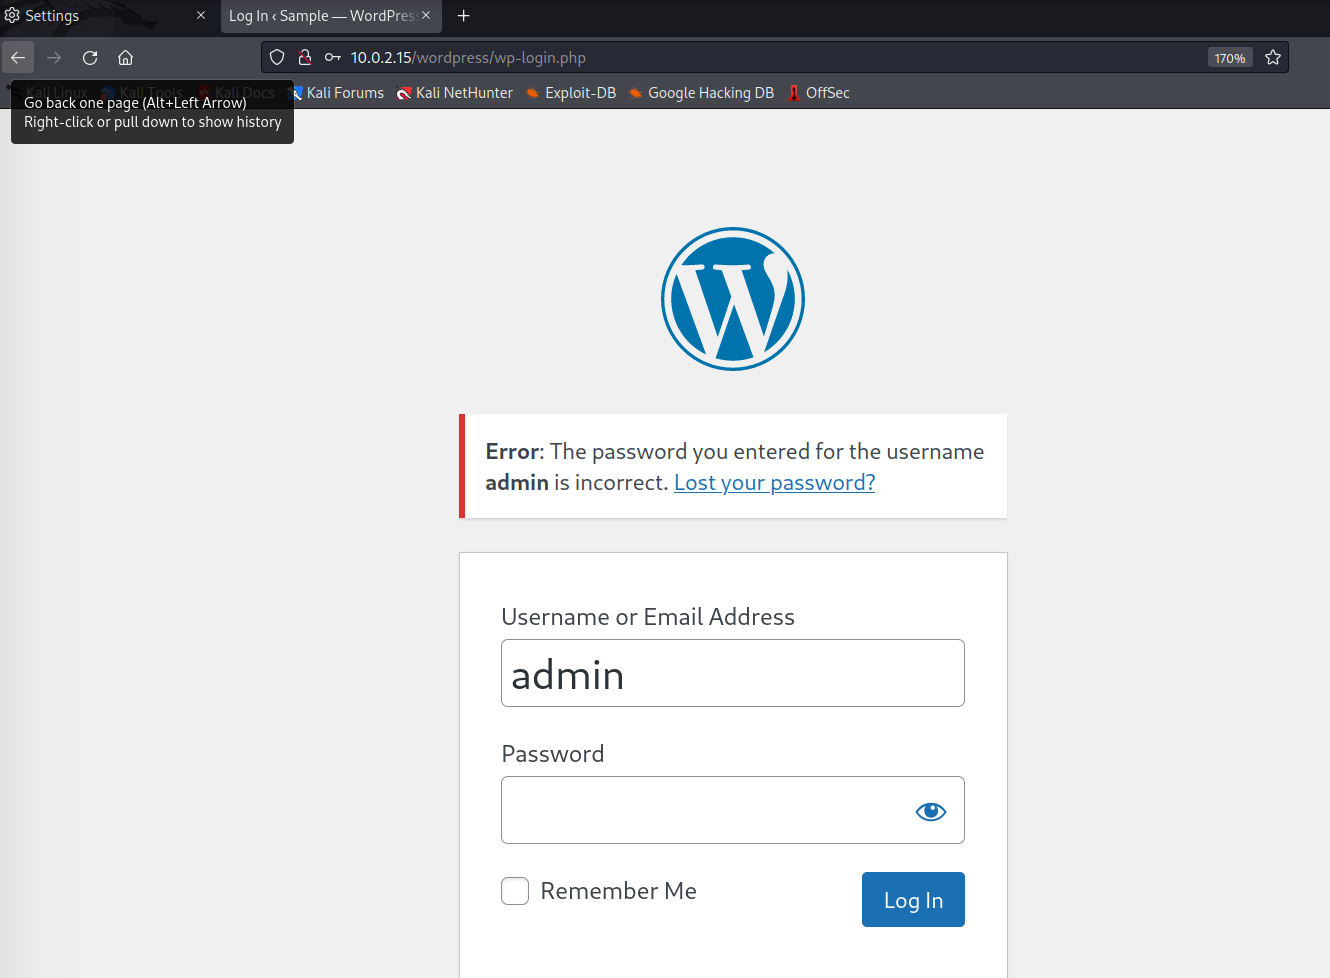 Settings
Log In ‹ Sample — WordPress
10.0.2.15/wordpress/wp-login.php
170%
Kali Linux Kali Tools Kali Docs Kali Forums Kali NetHunter Exploit-DB Google Hacking DB OffSec
Go back one page (Alt+Left Arrow)
Right-click or pull down to show history
Error: The password you entered for the username
admin is incorrect. Lost your password?
Username or Email Address
admin
Password
Remember Me
Log In